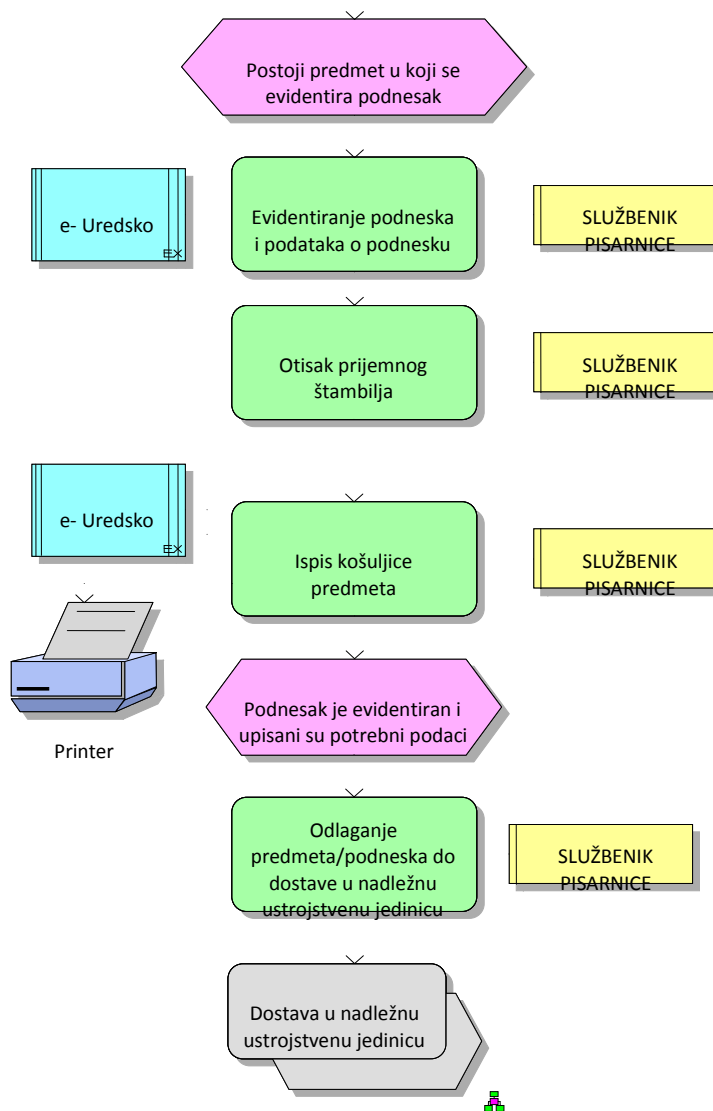 Postoji predmet u koji se
evidentira podnesak
e- Uredsko
EX
Evidentiranje podneska
i podataka o podnesku
SLUŽBENIK
PISARNICE
Otisak prijemnog
štambilja
SLUŽBENIK
PISARNICE
e- Uredsko
EX
Ispis košuljice
predmeta
SLUŽBENIK
PISARNICE
Printer
Podnesak je evidentiran i
upisani su potrebni podaci
Odlaganje
predmeta/podneska do
dostave u nadležnu
ustrojstvenu jedinicu
SLUŽBENIK
PISARNICE
Dostava u nadležnu
ustrojstvenu jedinicu